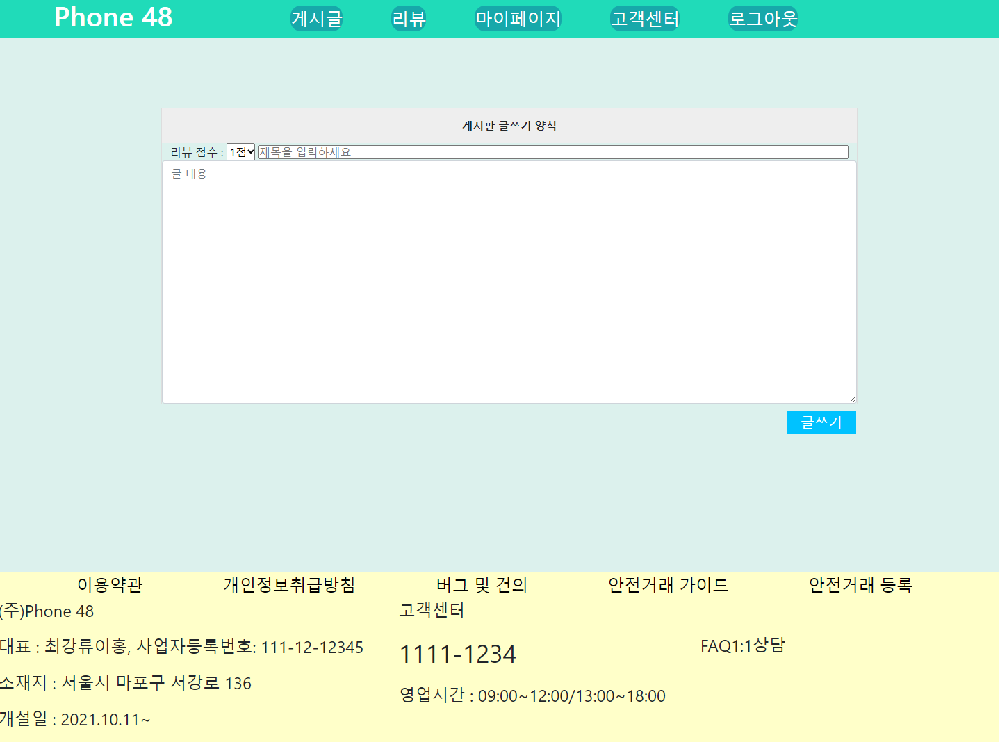 Phone 48 게시글 리뷰 마이페이지 고객센터 로그아웃
게시판 글쓰기 양식
리뷰 점수 : 1점 제목을 입력하세요
글 내용
글쓰기
이용약관 개인정보취급방침 버그 및 건의 안전거래 가이드 안전거래 등록
(주)Phone 48
대표 : 최강류이홍, 사업자등록번호: 111-12-12345
소재지 : 서울시 마포구 서강로 136
개설일 : 2021.10.11~
고객센터
1111-1234
영업시간 : 09:00~12:00/13:00~18:00
FAQ1:1상담